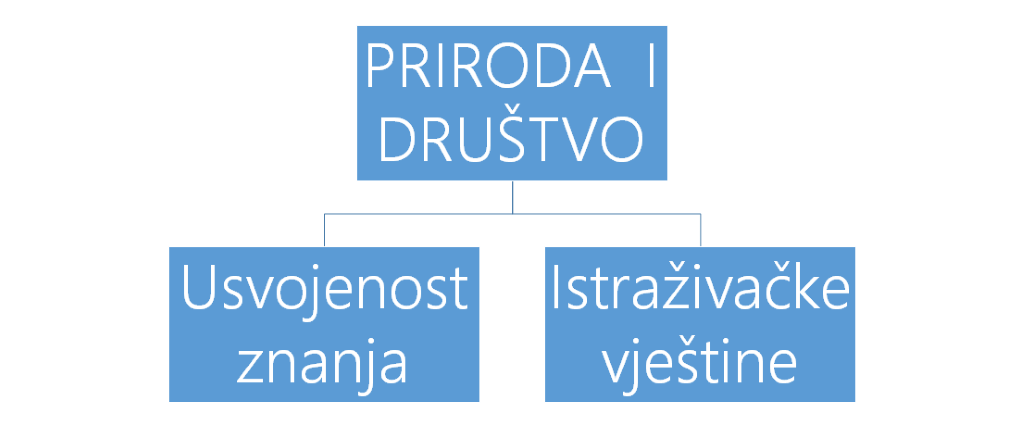 PRIRODA I
DRUŠTVO
Usvojenost
znanja
Istraživačke
vještine